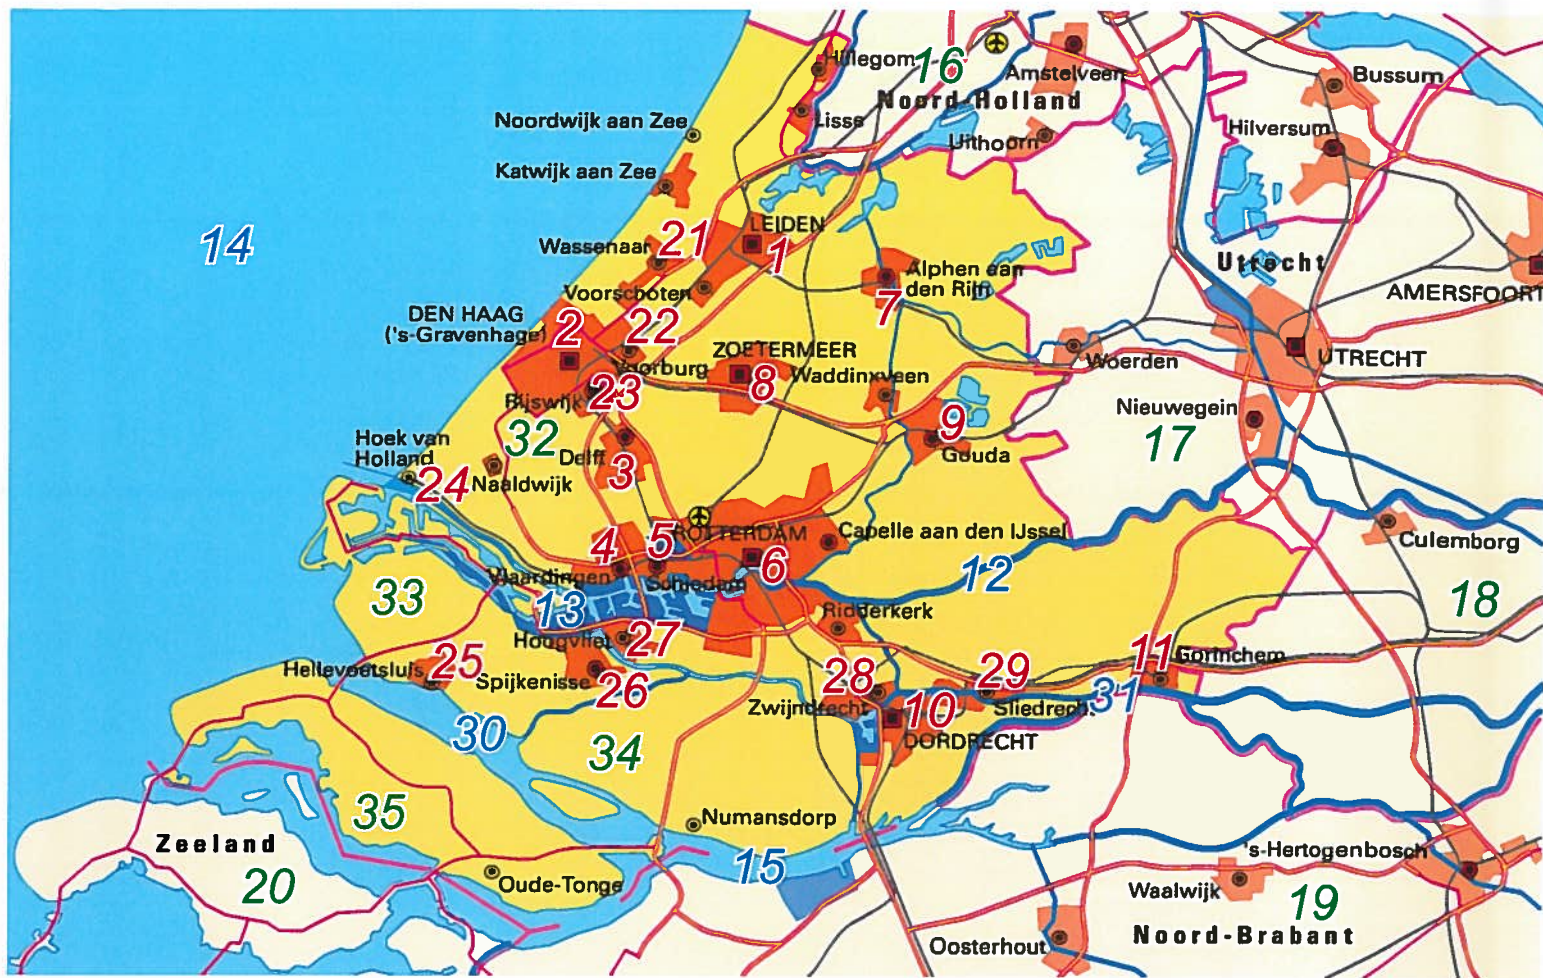 Hillegom
16
Amstelveen
Noord-Holland
Bussum
Noordwijk aan Zee
Lisse
Uithoorn
Hilversum
Katwijk aan Zee
14
Wassenaar
21
LEIDEN
1
Voorschoten
Alphen aan
den Rijn
7
Utrecht
AMERSFOORT
DEN HAAG
('s-Gravenhage)
2
22
Voorburg
ZOETERMEER
8
Waddinxveen
Woerden
UTRECHT
Rijswijk
23
32
Delft
3
9
Gouda
Nieuwegein
17
Hoek van
Holland
24
Naaldwijk
4
5
ROTTERDAM
6
Capelle aan den IJssel
Culemborg
Vlaardingen
Schiedam
12
18
33
13
Ridderkerk
Hoogvliet
27
Hellevoetsluis
25
Spijkenisse
26
28
Zwijndrecht
10
DORDRECHT
29
Sliedrech
11
Gorinchem
31
30
34
35
Numansdorp
15
Zeeland
20
Oude-Tonge
's-Hertogenbosch
Waalwijk
19
Noord-Brabant
Oosterhout